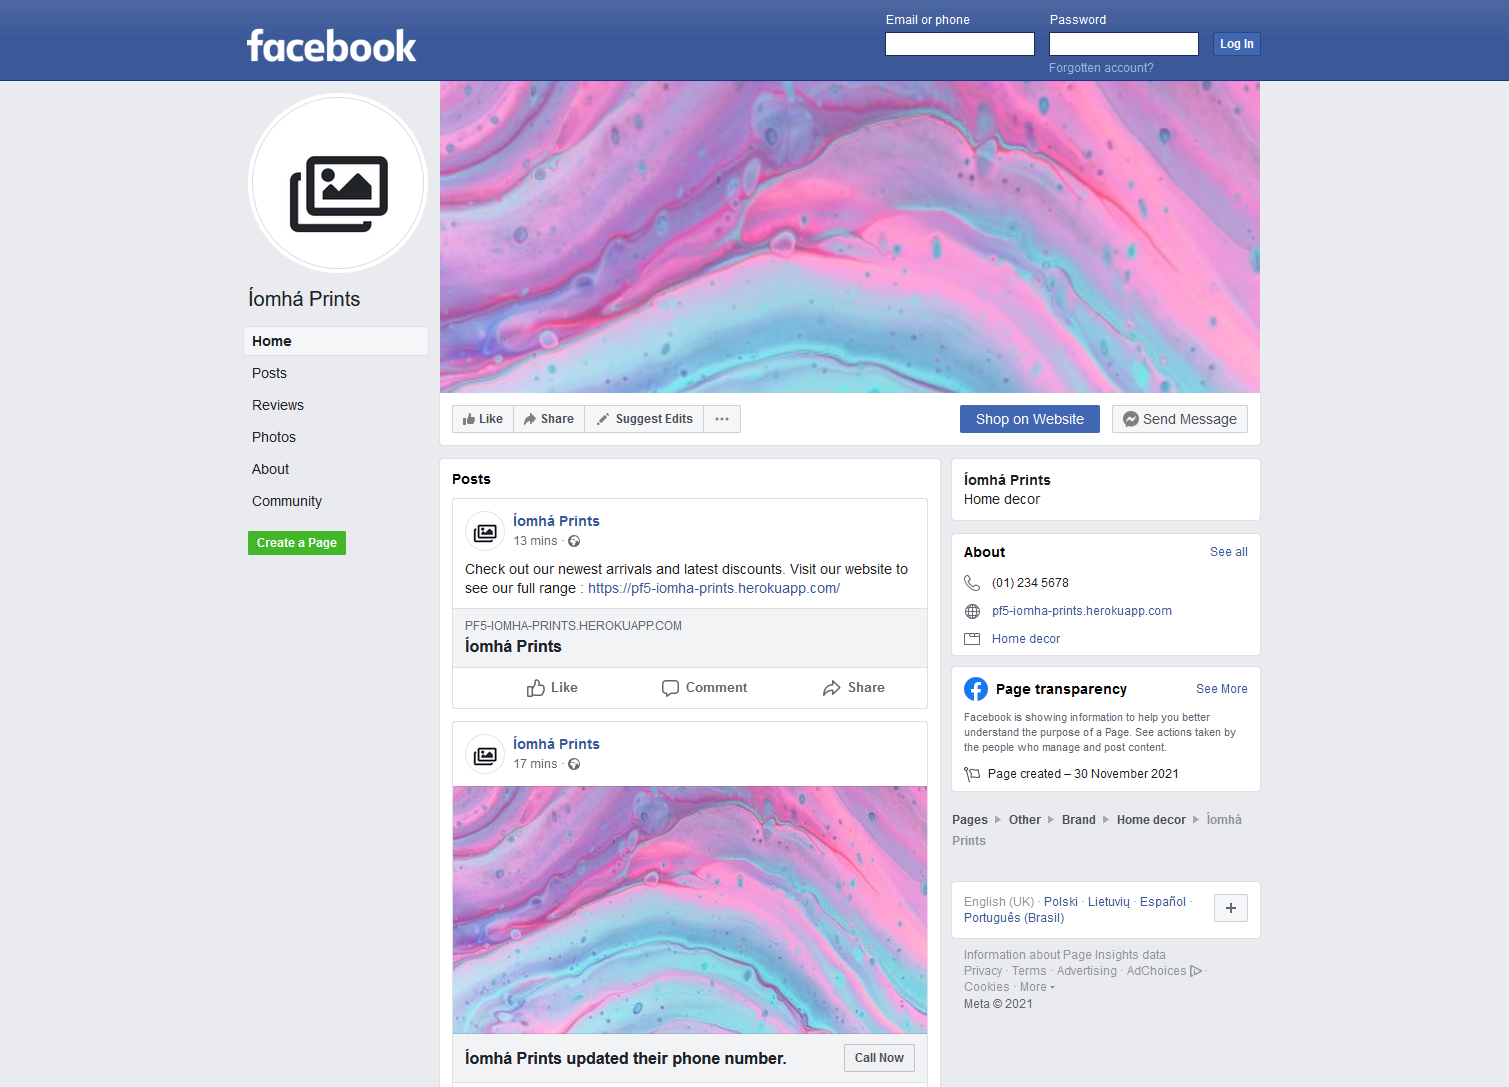 facebook
Email or phone
Password
Log In
Forgotten account?
Íomhá Prints
Home
Posts
Reviews
Photos
About
Community
Create a Page
Like
Share
Suggest Edits
Shop on Website
Send Message
Posts
Íomhá Prints
13 mins ·
Check out our newest arrivals and latest discounts. Visit our website to
see our full range : https://pf5-iomha-prints.herokuapp.com/
PF5-IOMHA-PRINTS.HEROKUAPP.COM
Íomhá Prints
Like
Comment
Share
Íomhá Prints
17 mins ·
Íomhá Prints updated their phone number.
Call Now
Íomhá Prints
Home decor
About
See all
(01) 234 5678
pf5-iomha-prints.herokuapp.com
Home decor
Page transparency
See More
Facebook is showing information to help you better
understand the purpose of a Page. See actions taken by
the people who manage and post content.
Page created – 30 November 2021
Pages Other Brand Home decor Íomhá
Prints
English (UK) · Polski · Lietuvių · Español ·
Português (Brasil)
Information about Page Insights data
Privacy · Terms · Advertising · AdChoices ·
Cookies · More
Meta © 2021